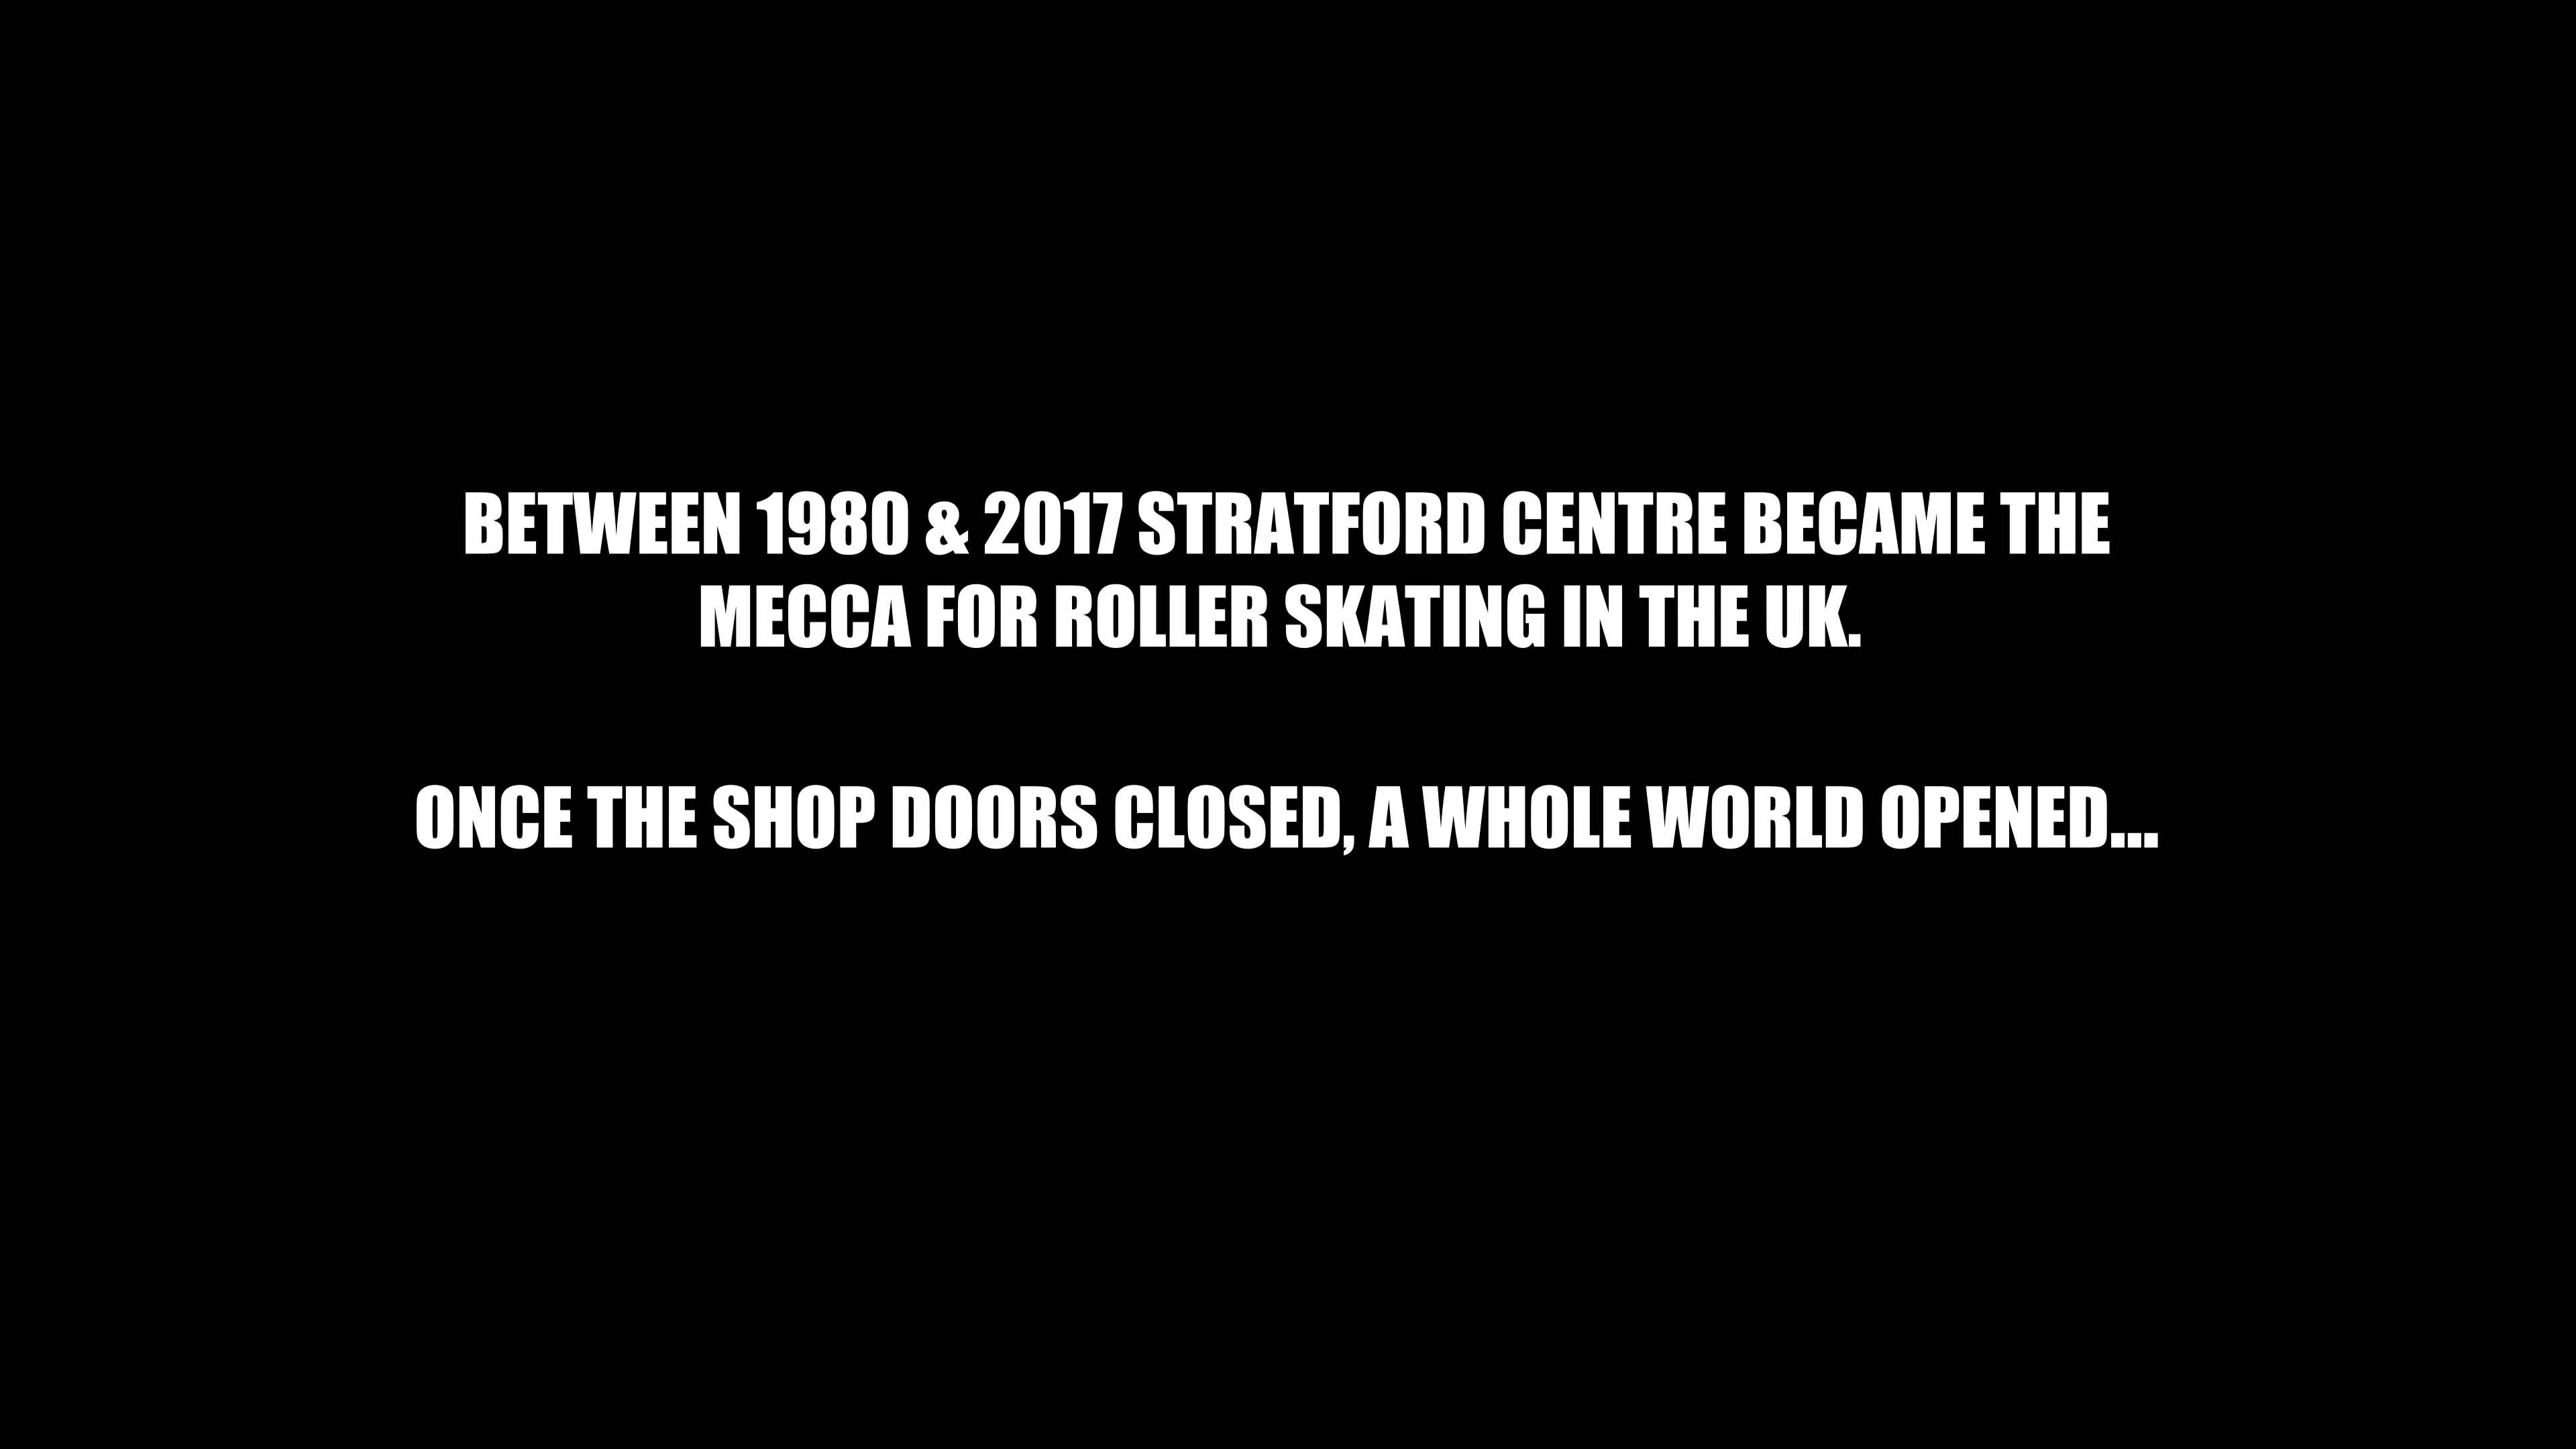 BETWEEN 1980 & 2017 STRATFORD CENTRE BECAME THE
MECCA FOR ROLLER SKATING IN THE UK.
ONCE THE SHOP DOORS CLOSED, A WHOLE WORLD OPENED...